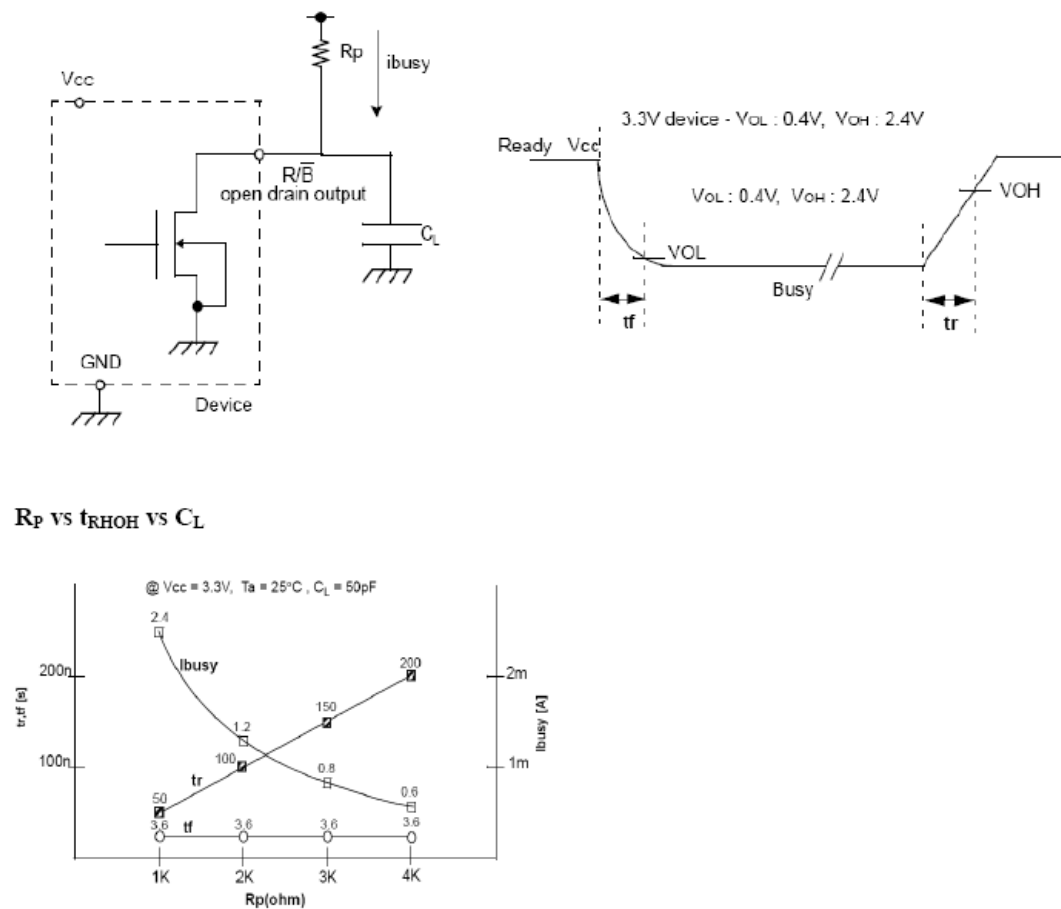 Rp
ibusy
Vcc
R/B̅
open drain output
CL
GND
Device
3.3V device - VOL : 0.4V, VOH : 2.4V
Ready Vcc
VOL : 0.4V, VOH : 2.4V
VOH
VOL
Busy
tf
tr
RP vs tRHOH vs CL
@ Vcc = 3.3V, Ta = 25°C , CL = 50pF
2.4
Ibusy
200n
200
2m
tr,tf [s]
Ibusy [A]
150
1.2
100n
100
1m
0.8
tr
0.6
50
3.6
tf
3.6
3.6
3.6
1K
2K
3K
4K
Rp(ohm)